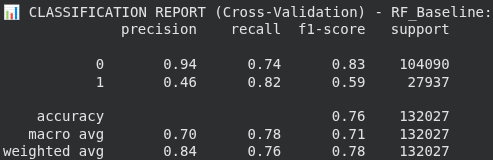 📊 CLASSIFICATION REPORT (Cross-Validation) - RF_Baseline:
precision recall f1-score support
0 0.94 0.74 0.83 104090
1 0.46 0.82 0.59 27937
accuracy 0.76 132027
macro avg 0.70 0.78 0.71 132027
weighted avg 0.84 0.76 0.78 132027